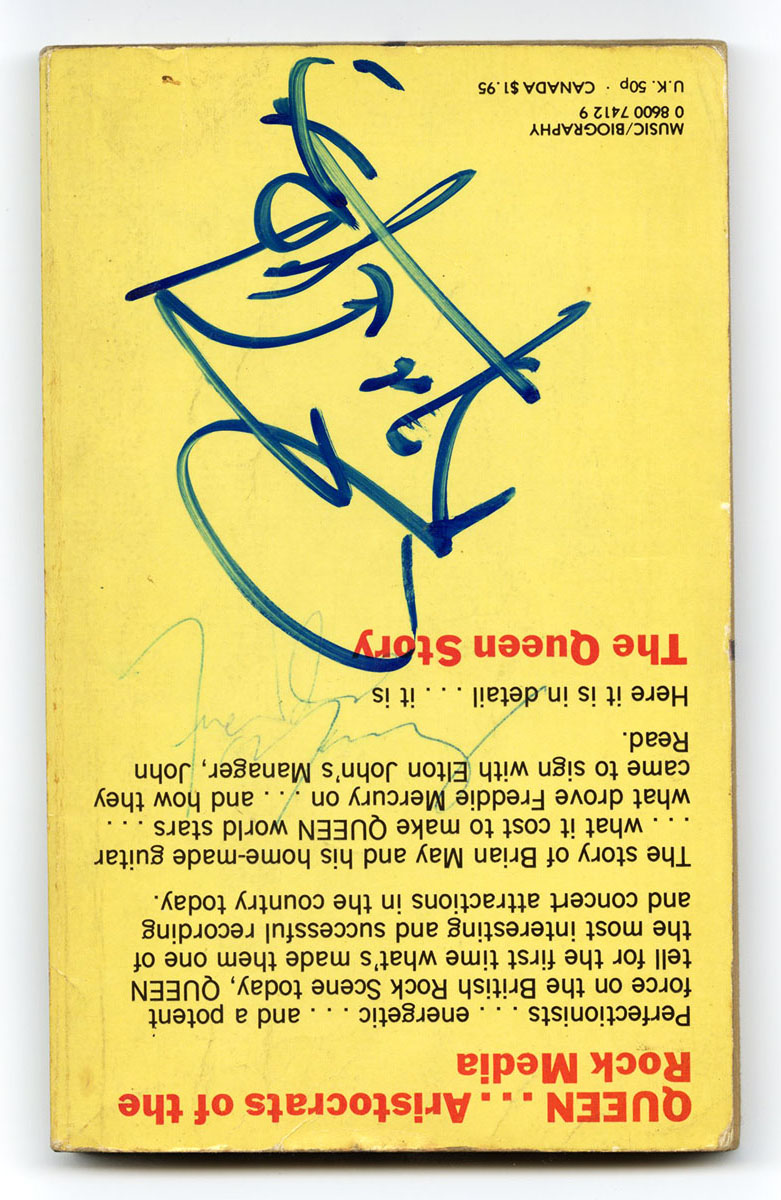 QUEEN... Aristocrats of the
Rock Media
Perfectionists .... energetic .... and a potent
force on the British Rock Scene today, QUEEN
tell for the first time what's made them one of
the most interesting and successful recording
and concert attractions in the country today.
The story of Brian May and his home-made guitar
... what it cost to make QUEEN world stars ...
what drove Freddie Mercury on .... and how they
came to sign with Elton John's Manager, John
Read.
Here it is in detail .... it is
The Queen Story
MUSIC/BIOGRAPHY
0 8600 7412 9
U.K. 50p · CANADA $1.95